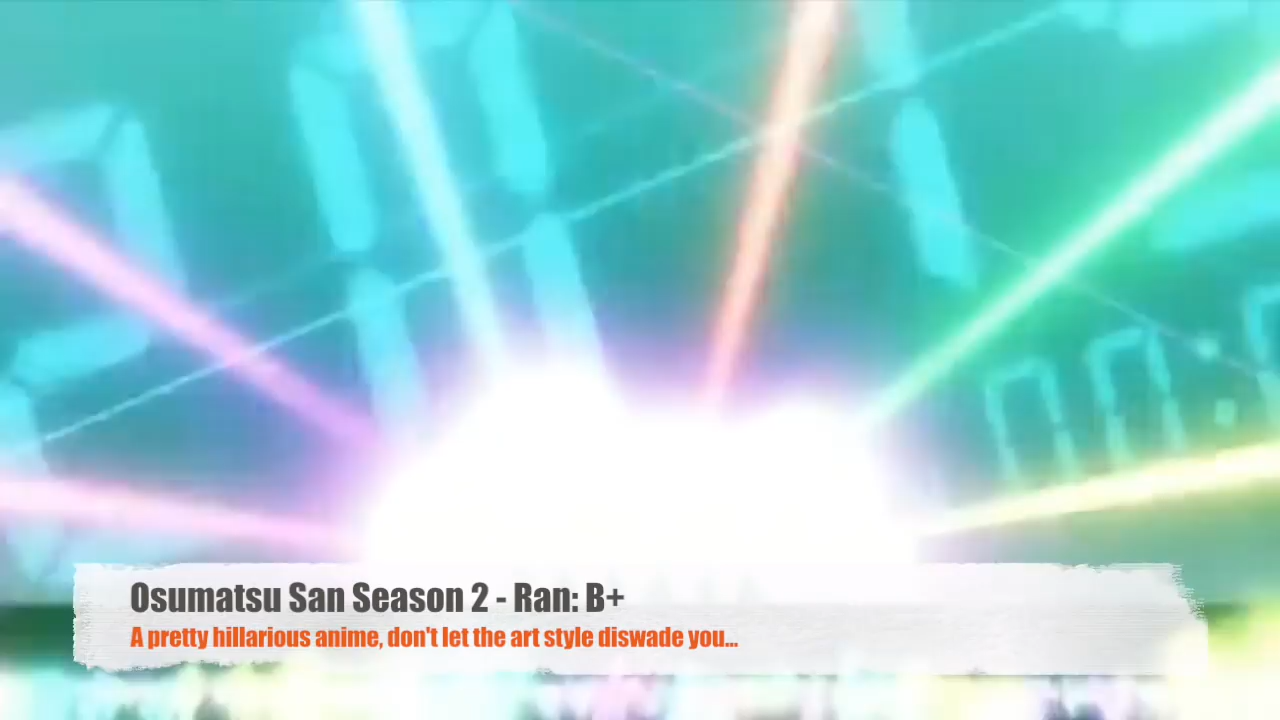 Osumatsu San Season 2 - Ran: B+
A pretty hillarious anime, don't let the art style diswade you...